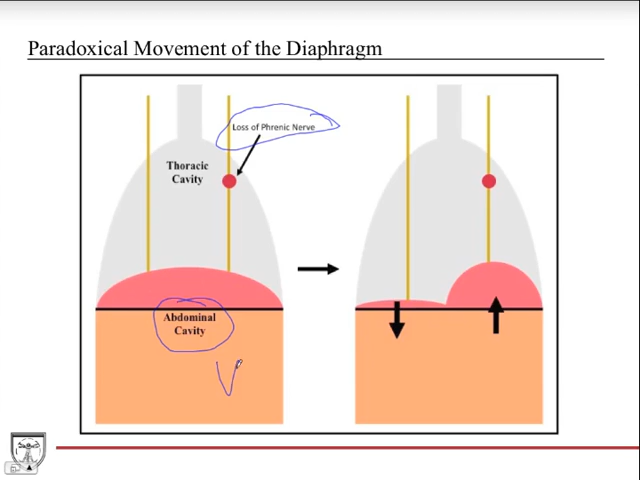 Paradoxical Movement of the Diaphragm
Loss of Phrenic Nerve
Thoracic
Cavity
Abdominal
Cavity